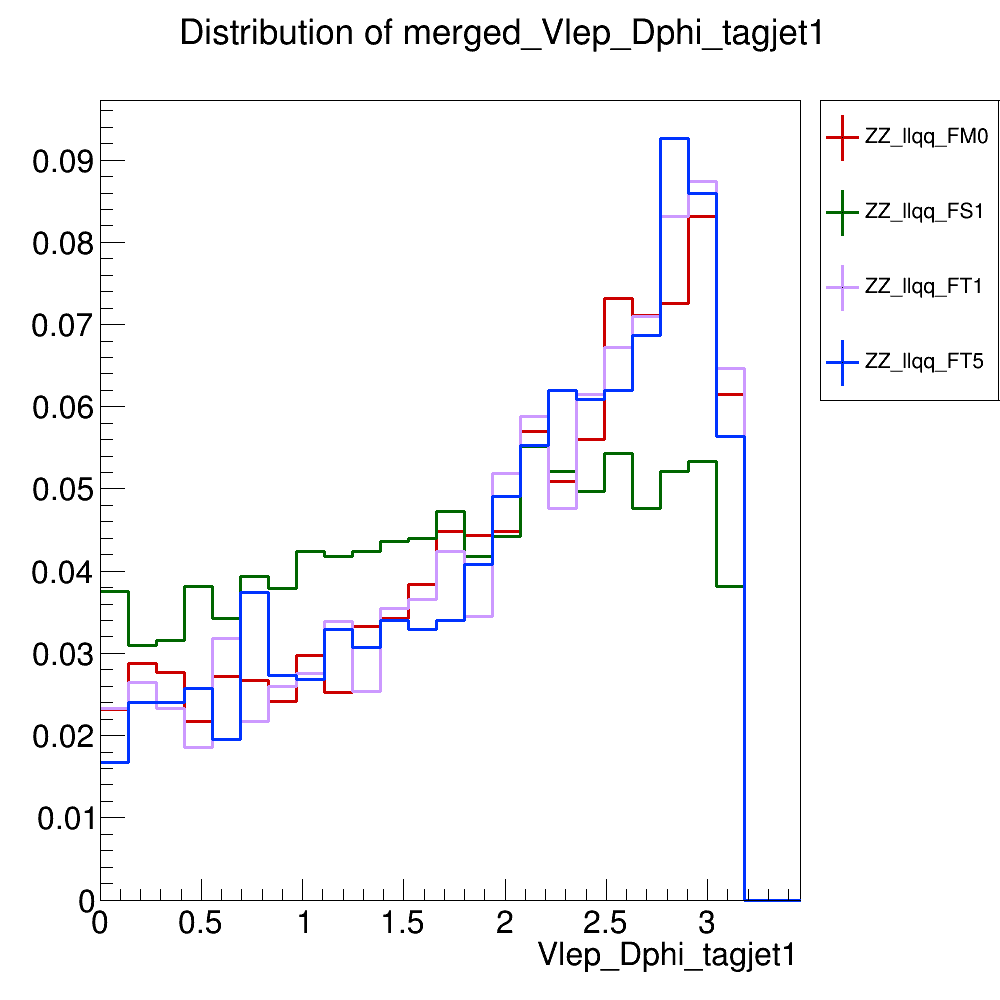 Distribution of merged_Vlep_Dphi_tagjet1
0.09
0.08
0.07
0.06
0.05
0.04
0.03
0.02
0.01
0
0 0.5 1 1.5 2 2.5 3
Vlep_Dphi_tagjet1
ZZ_llqq_FM0
ZZ_llqq_FS1
ZZ_llqq_FT1
ZZ_llqq_FT5